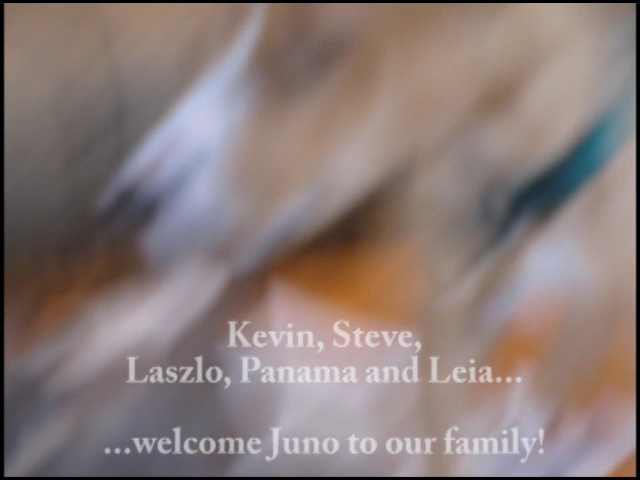 Kevin, Steve,
Laszlo, Panama and Leia...
...welcome Juno to our family!